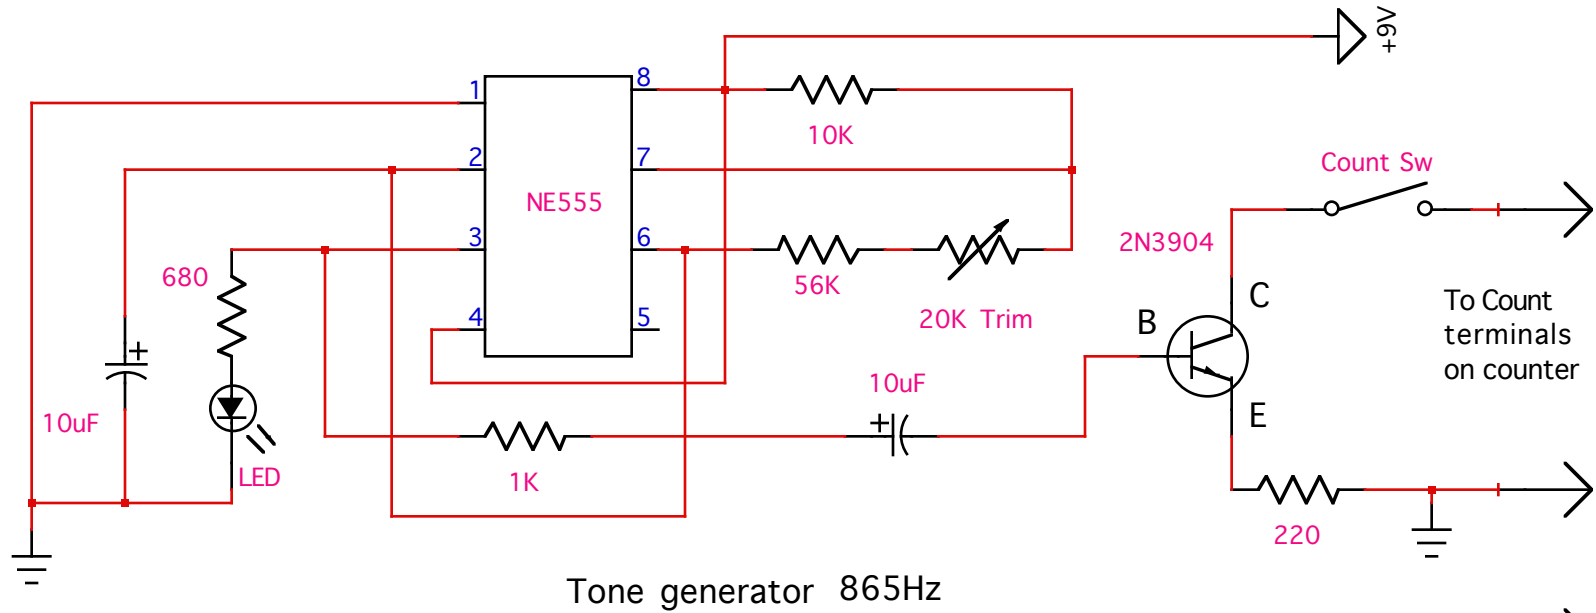 +9V
1
8
10K
2
7
Count Sw
NE555
3
6
2N3904
680
56K
C
To Count
terminals
on counter
4
5
20K Trim
B
10uF
+
10uF
+
E
LED
1K
220
Tone generator 865Hz